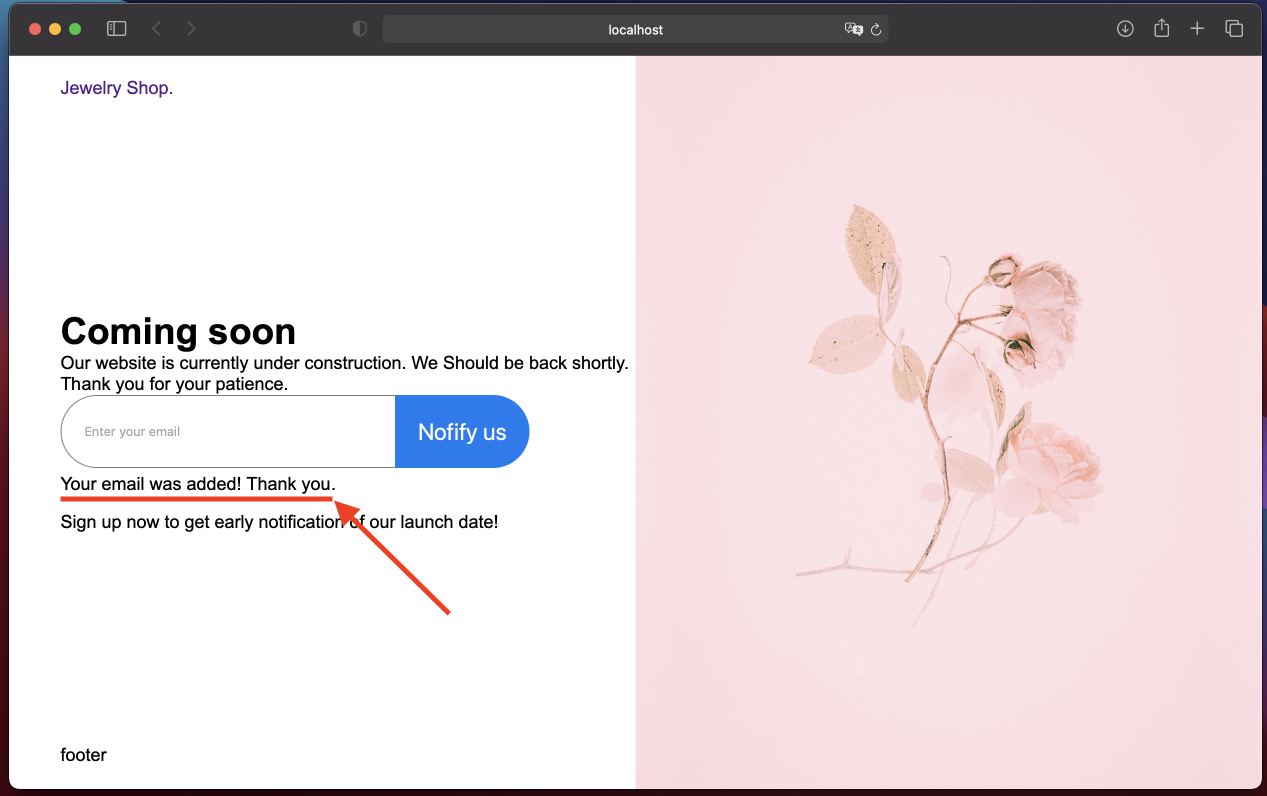 localhost
Jewelry Shop.
Coming soon
Our website is currently under construction. We Should be back shortly.
Thank you for your patience.
Enter your email
Nofify us
Your email was added! Thank you.
Sign up now to get early notification of our launch date!
footer